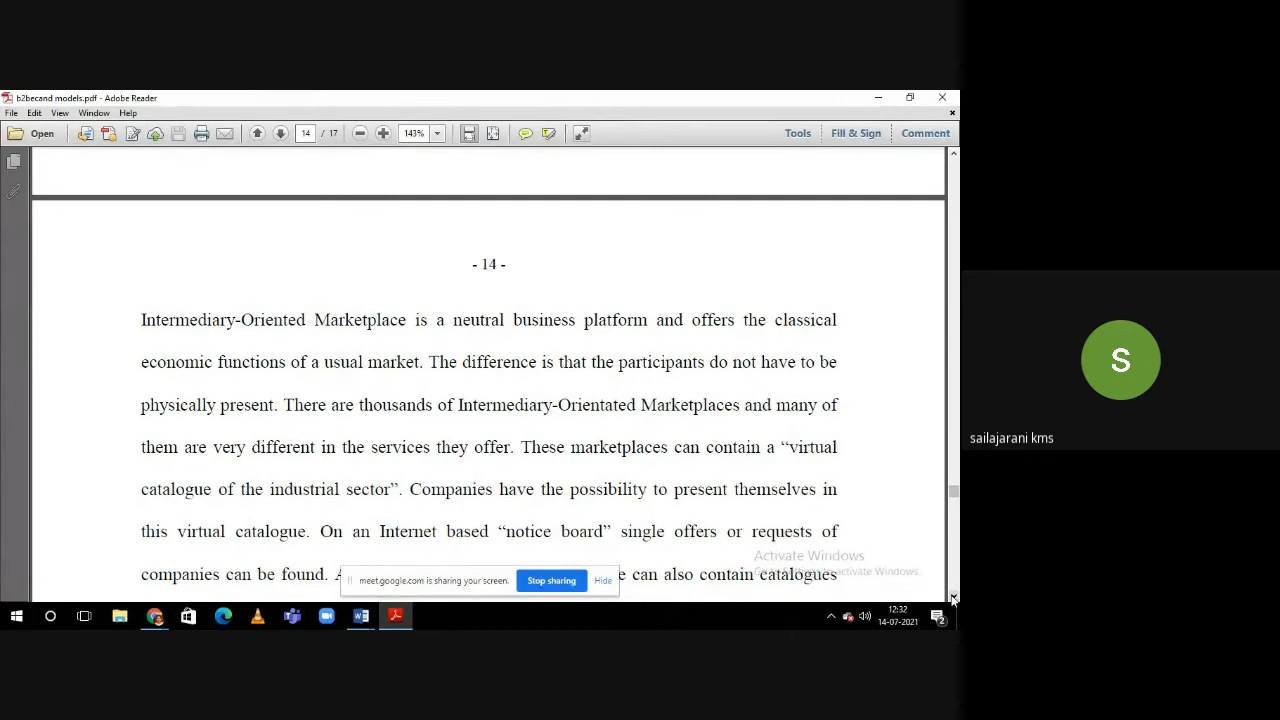 b2becand models.pdf - Adobe Reader
File Edit View Window Help
Open 14 / 17 143% Tools Fill & Sign Comment
- 14 -
Intermediary-Oriented Marketplace is a neutral business platform and offers the classical
economic functions of a usual market. The difference is that the participants do not have to be
physically present. There are thousands of Intermediary-Orientated Marketplaces and many of
them are very different in the services they offer. These marketplaces can contain a “virtual
catalogue of the industrial sector”. Companies have the possibility to present themselves in
this virtual catalogue. On an Internet based “notice board” single offers or requests of
companies can be found. can also contain catalogues
Activate Windows
to activate Windows.
meet.google.com is sharing your screen. Stop sharing Hide
12:32
14-07-2021
2
S
sailajarani kms